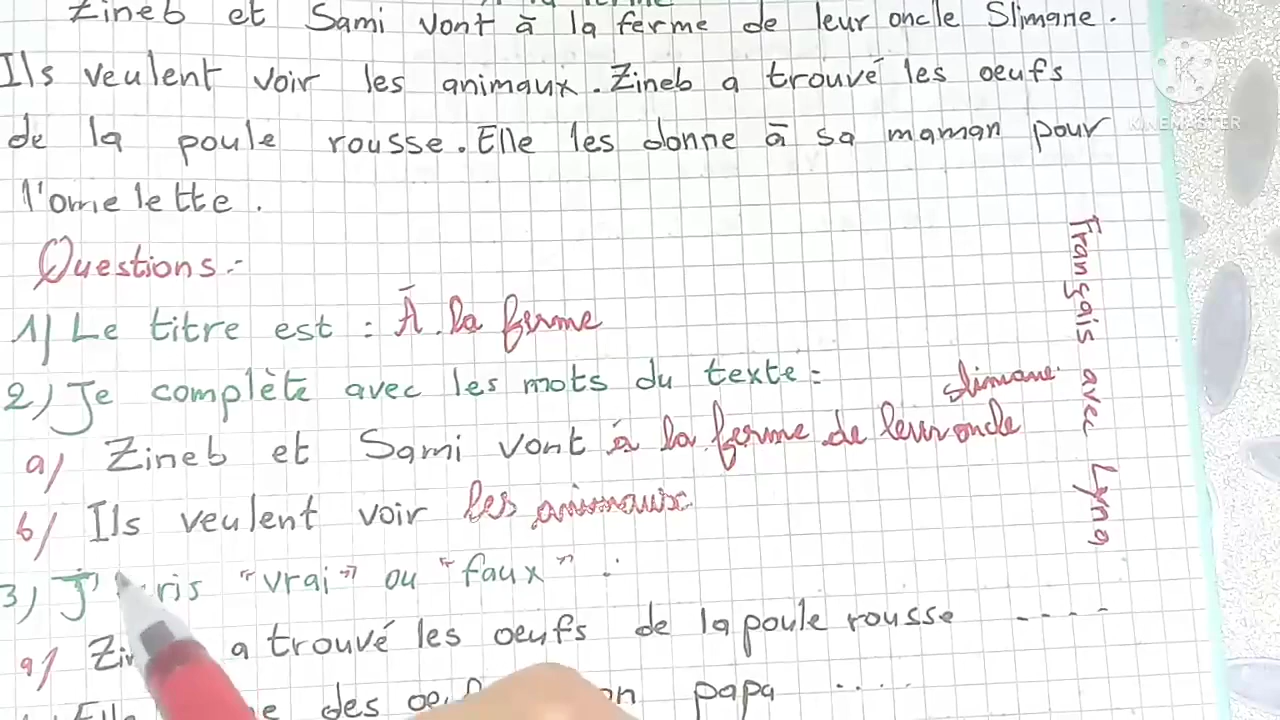 Zineb et Sami vont à la ferme de leur oncle Slimane.
Ils veulent voir les animaux. Zineb a trouvé les oeufs
de la poule rousse. Elle les donne à sa maman pour
l'omelette.
Questions:-
1) Le titre est : À la ferme
2) Je complète avec les mots du texte :
a) Zineb et Sami vont à la ferme de leur oncle slimane.
b) Ils veulent voir les animaux
3) "vrai" ou "faux" :
a) a trouvé les oeufs de la poule rousse ----
Elle des papa .....
Français avec Lyna
KINEMASTER